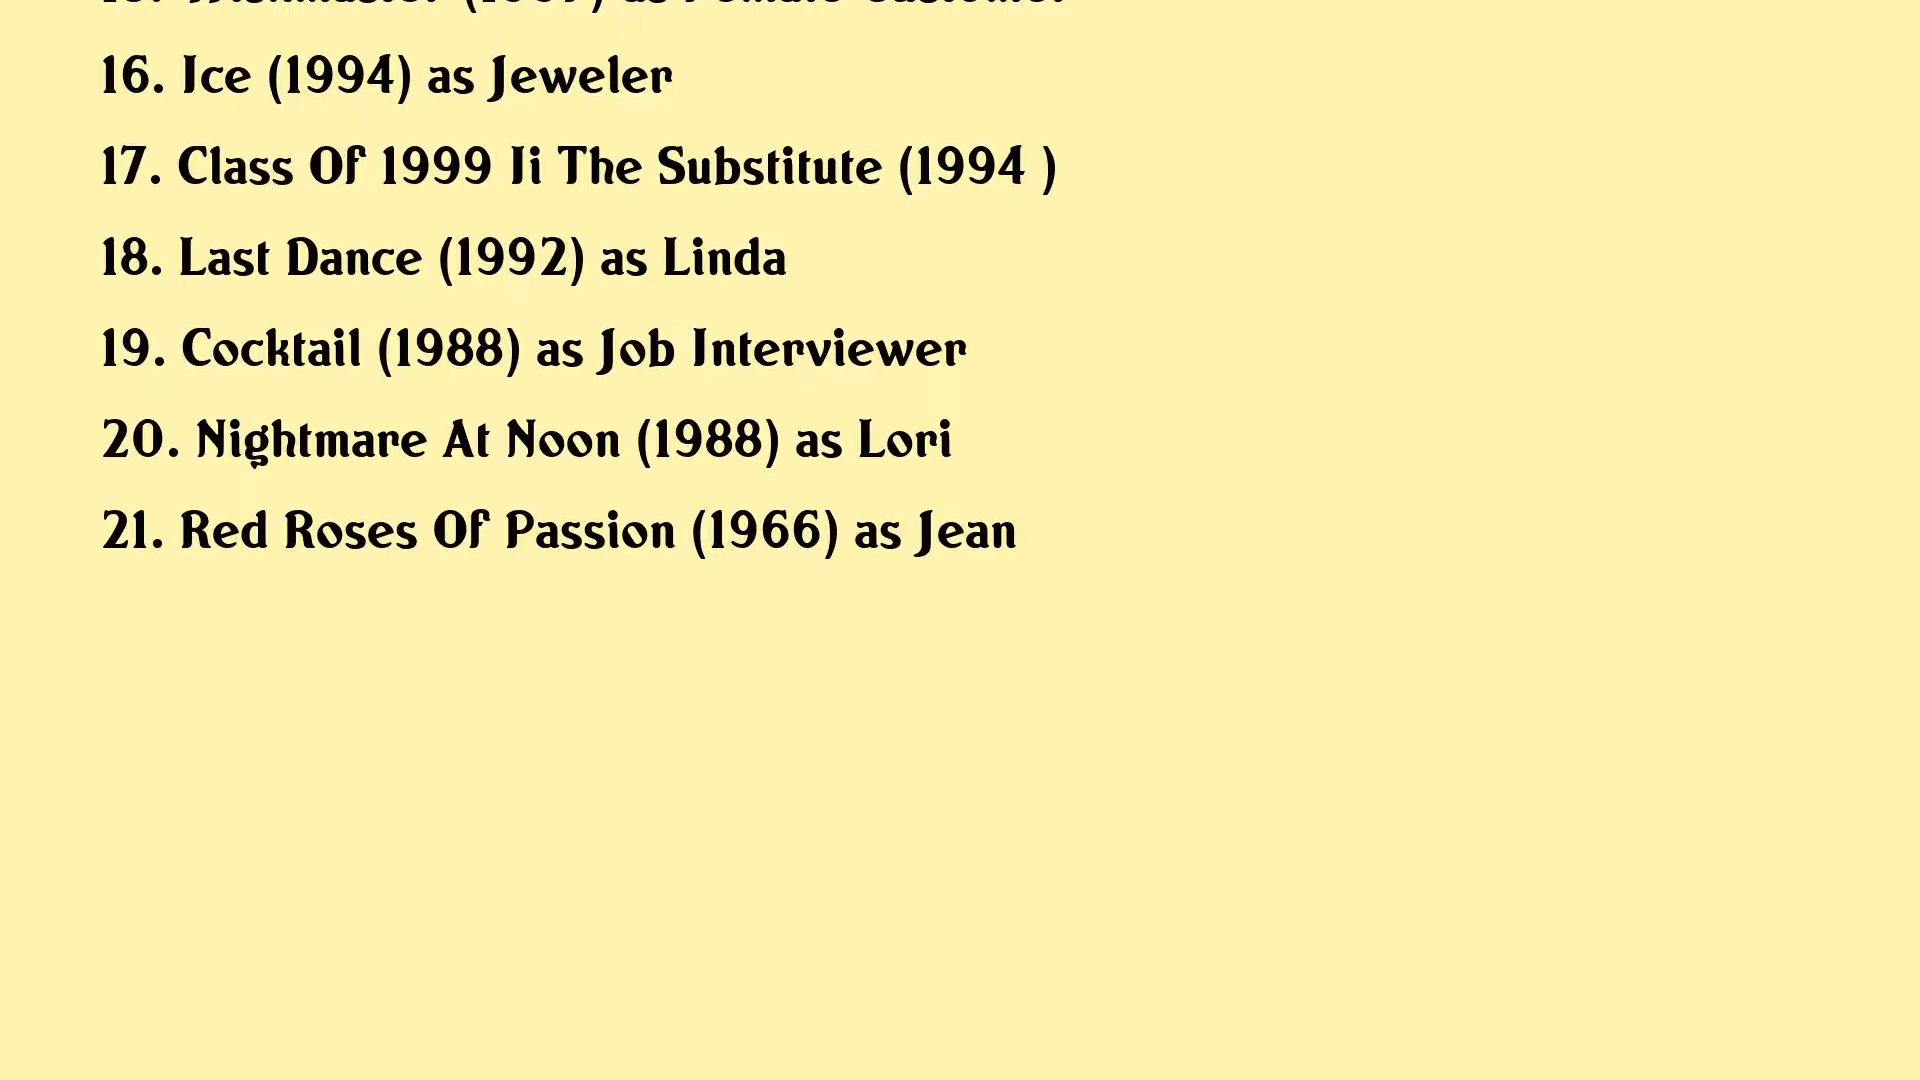 16. Ice (1994) as Jeweler
17. Class Of 1999 Ii The Substitute (1994 )
18. Last Dance (1992) as Linda
19. Cocktail (1988) as Job Interviewer
20. Nightmare At Noon (1988) as Lori
21. Red Roses Of Passion (1966) as Jean